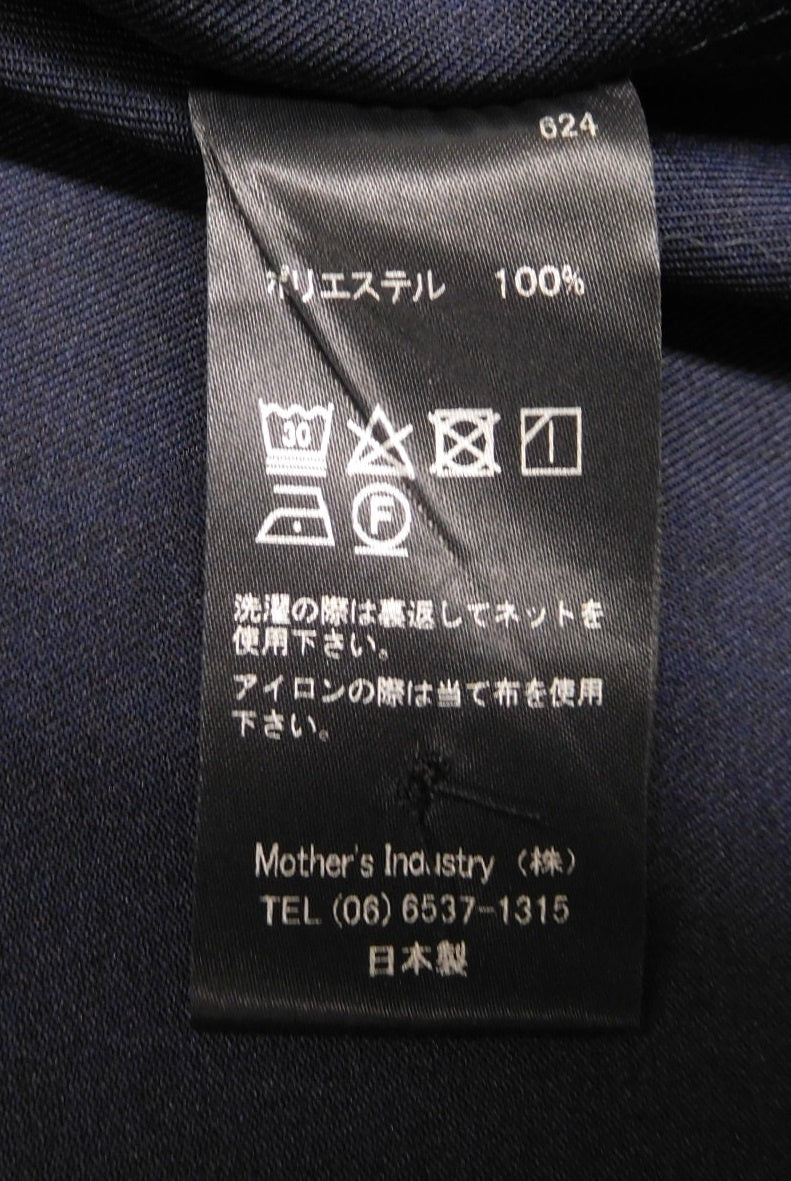 624
ポリエステル 100%
30
F
洗濯の際は裏返してネットを
使用下さい。
アイロンの際は当て布を使用
下さい。
Mother's Industry (株)
TEL (06) 6537-1315
日本製